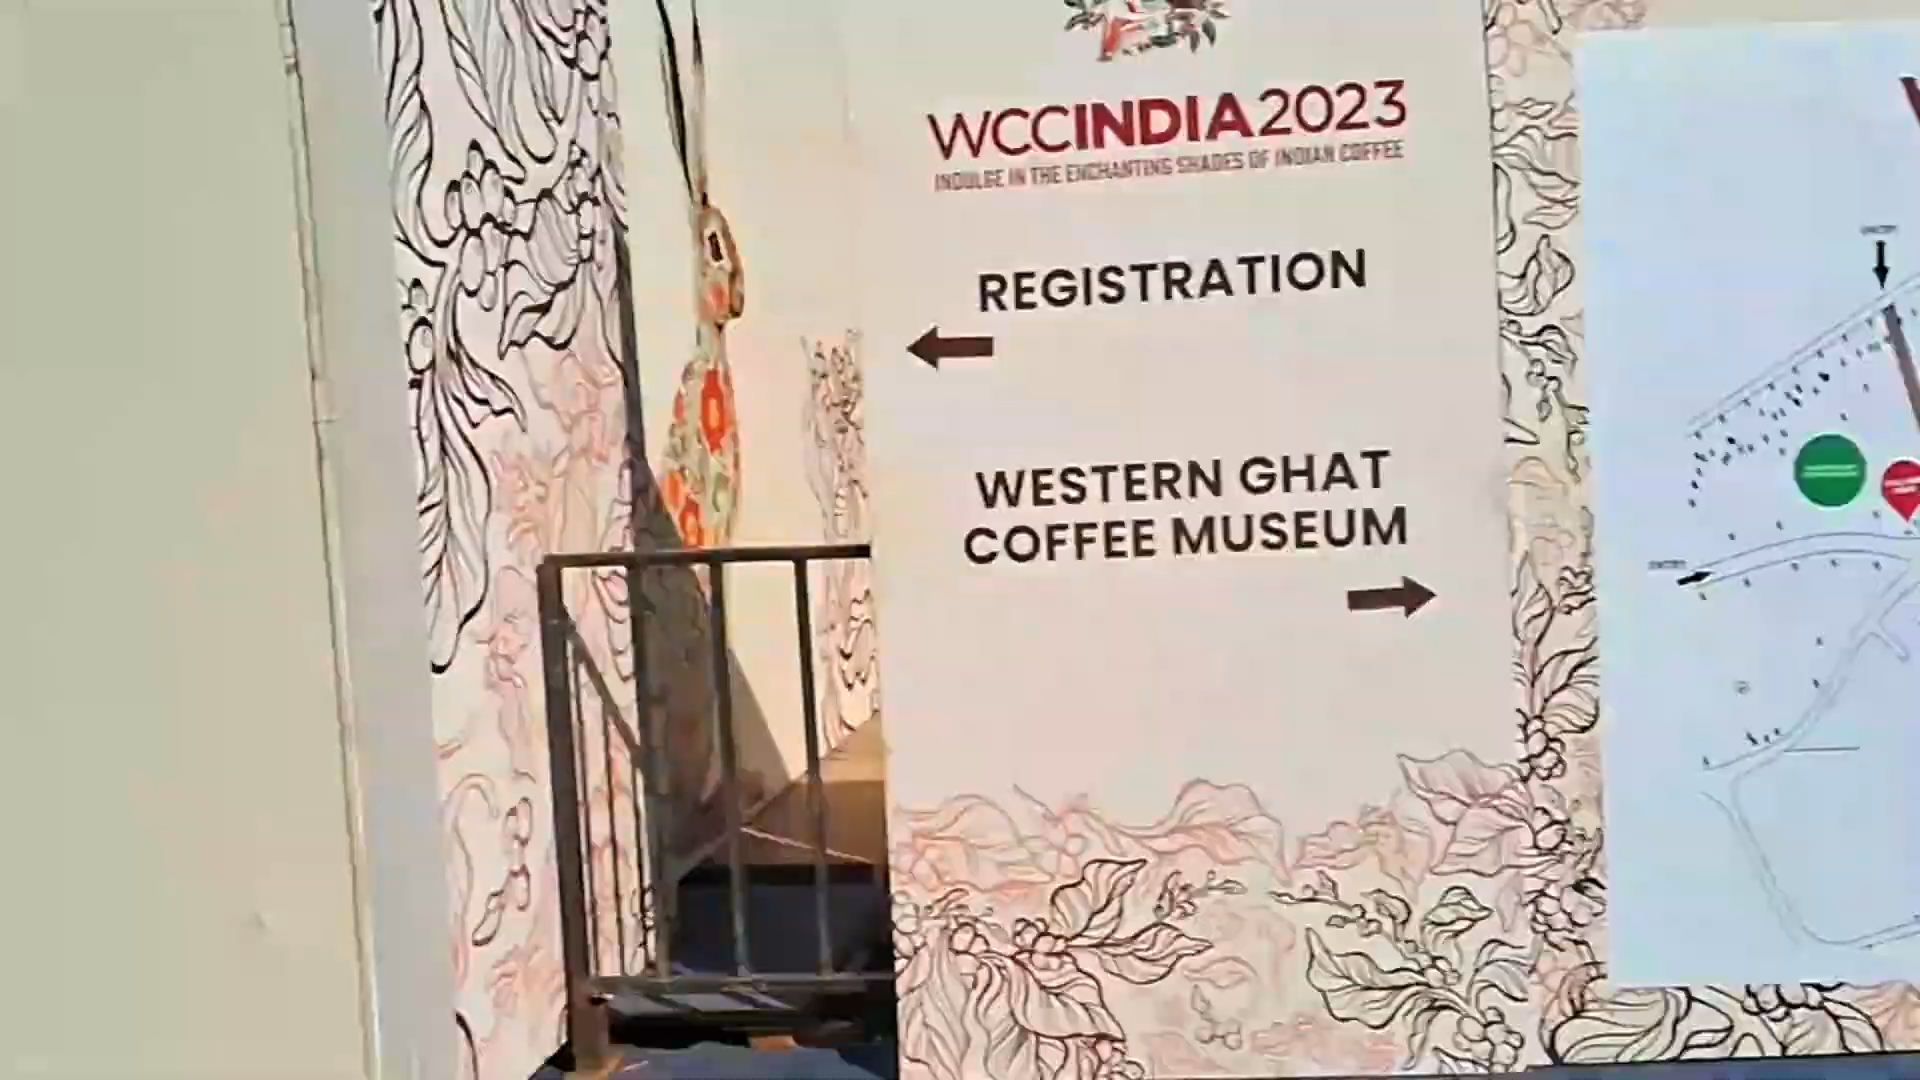 WCCINDIA2023
INDULGE IN THE ENCHANTING SHADES OF INDIAN COFFEE
REGISTRATION
WESTERN GHAT
COFFEE MUSEUM